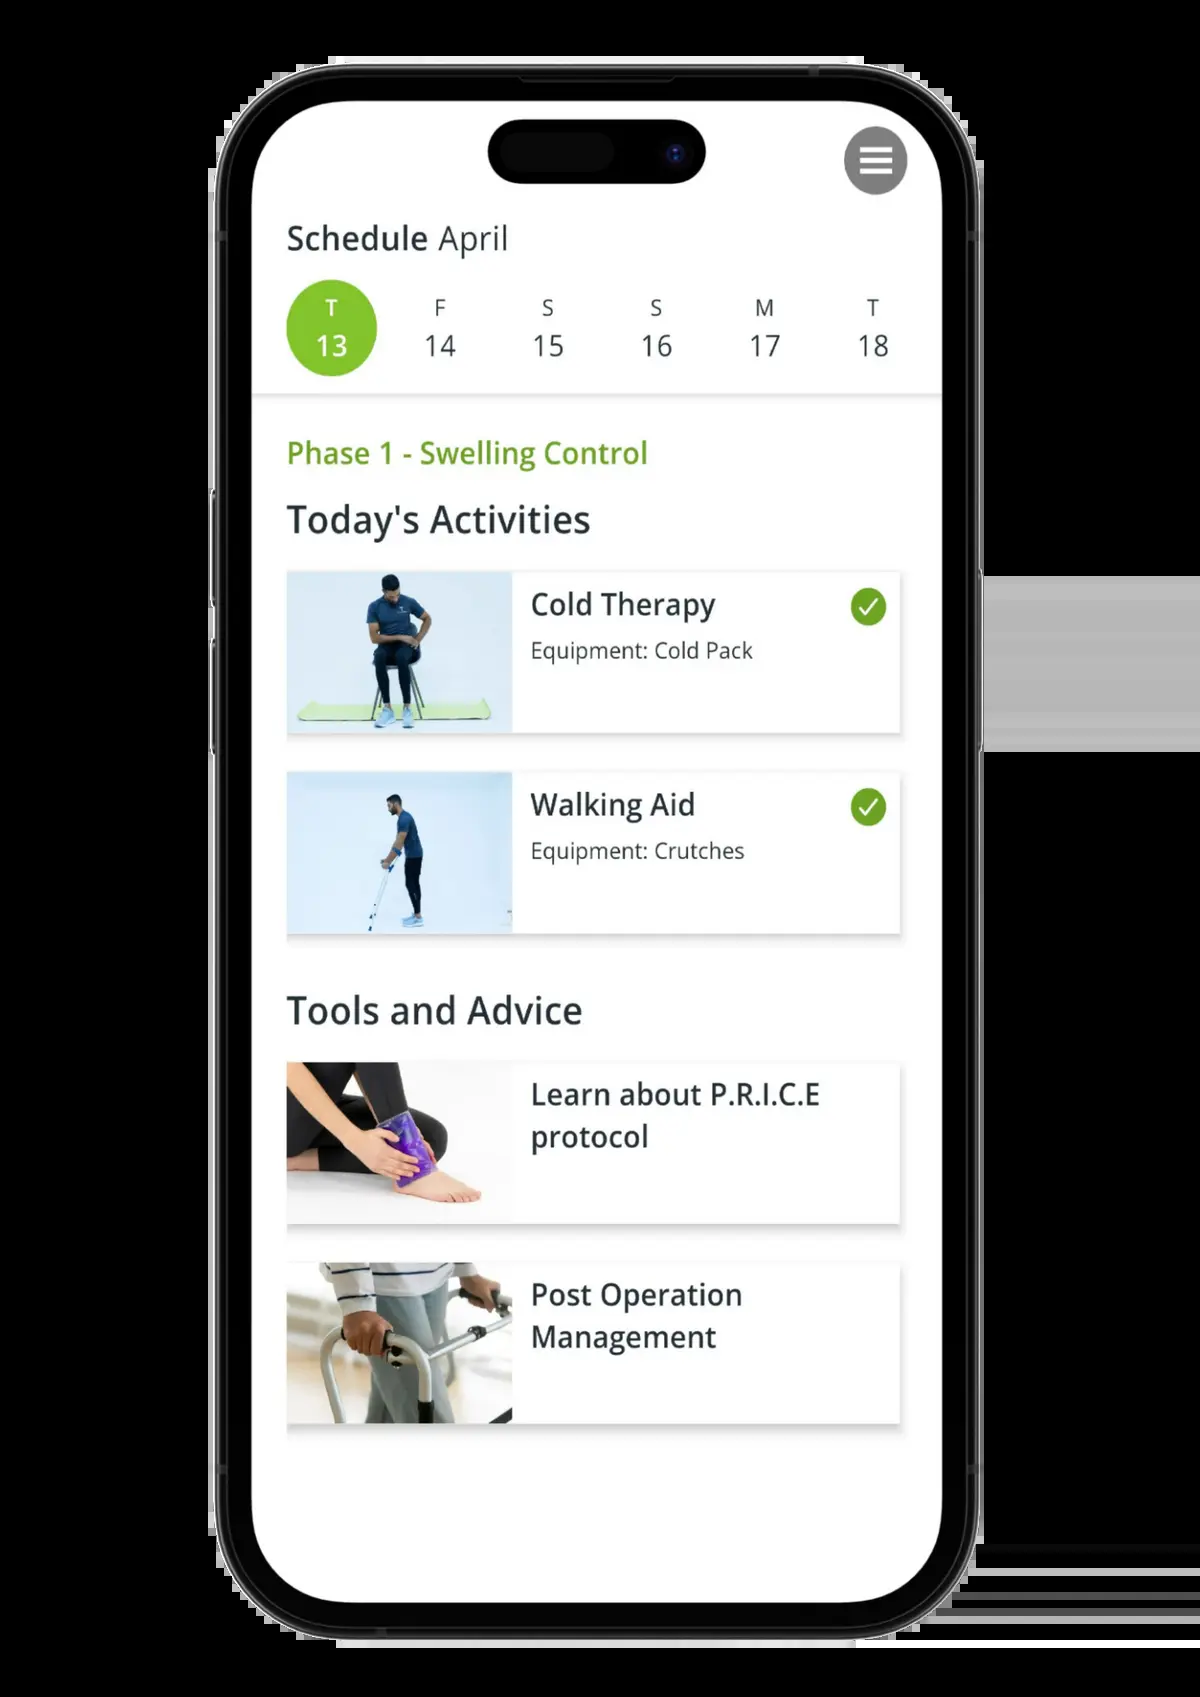 Schedule April
T F S S M T
13 14 15 16 17 18
Phase 1 - Swelling Control
Today's Activities
Cold Therapy
Equipment: Cold Pack
Walking Aid
Equipment: Crutches
Tools and Advice
Learn about P.R.I.C.E
protocol
Post Operation
Management